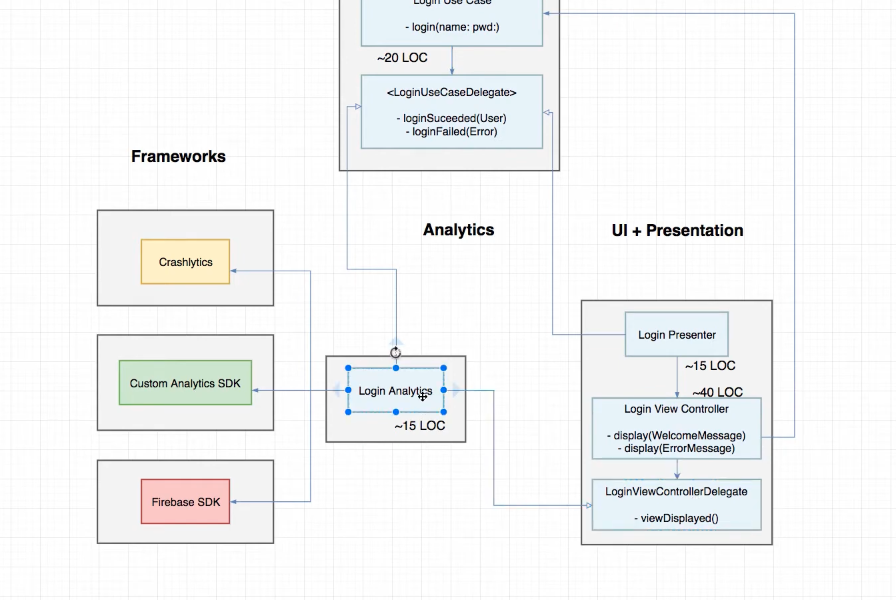 Login Use Case
- login(name: pwd:)
~20 LOC
<LoginUseCaseDelegate>
- loginSuceeded(User)
- loginFailed(Error)
Frameworks
Crashlytics
Custom Analytics SDK
Firebase SDK
Analytics
Login Analytics
~15 LOC
UI + Presentation
Login Presenter
~15 LOC
~40 LOC
Login View Controller
- display(WelcomeMessage)
- display(ErrorMessage)
LoginViewControllerDelegate
- viewDisplayed()